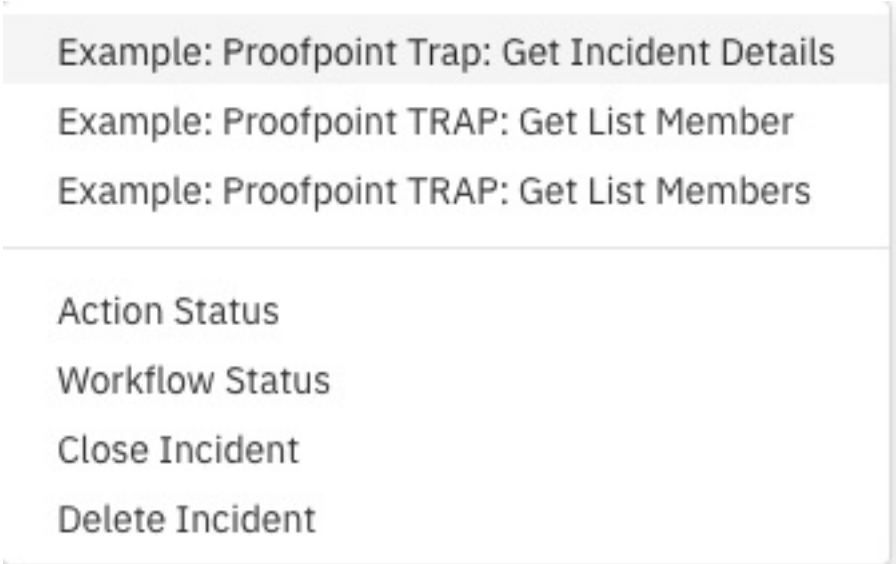 Example: Proofpoint Trap: Get Incident Details
Example: Proofpoint TRAP: Get List Member
Example: Proofpoint TRAP: Get List Members
Action Status
Workflow Status
Close Incident
Delete Incident